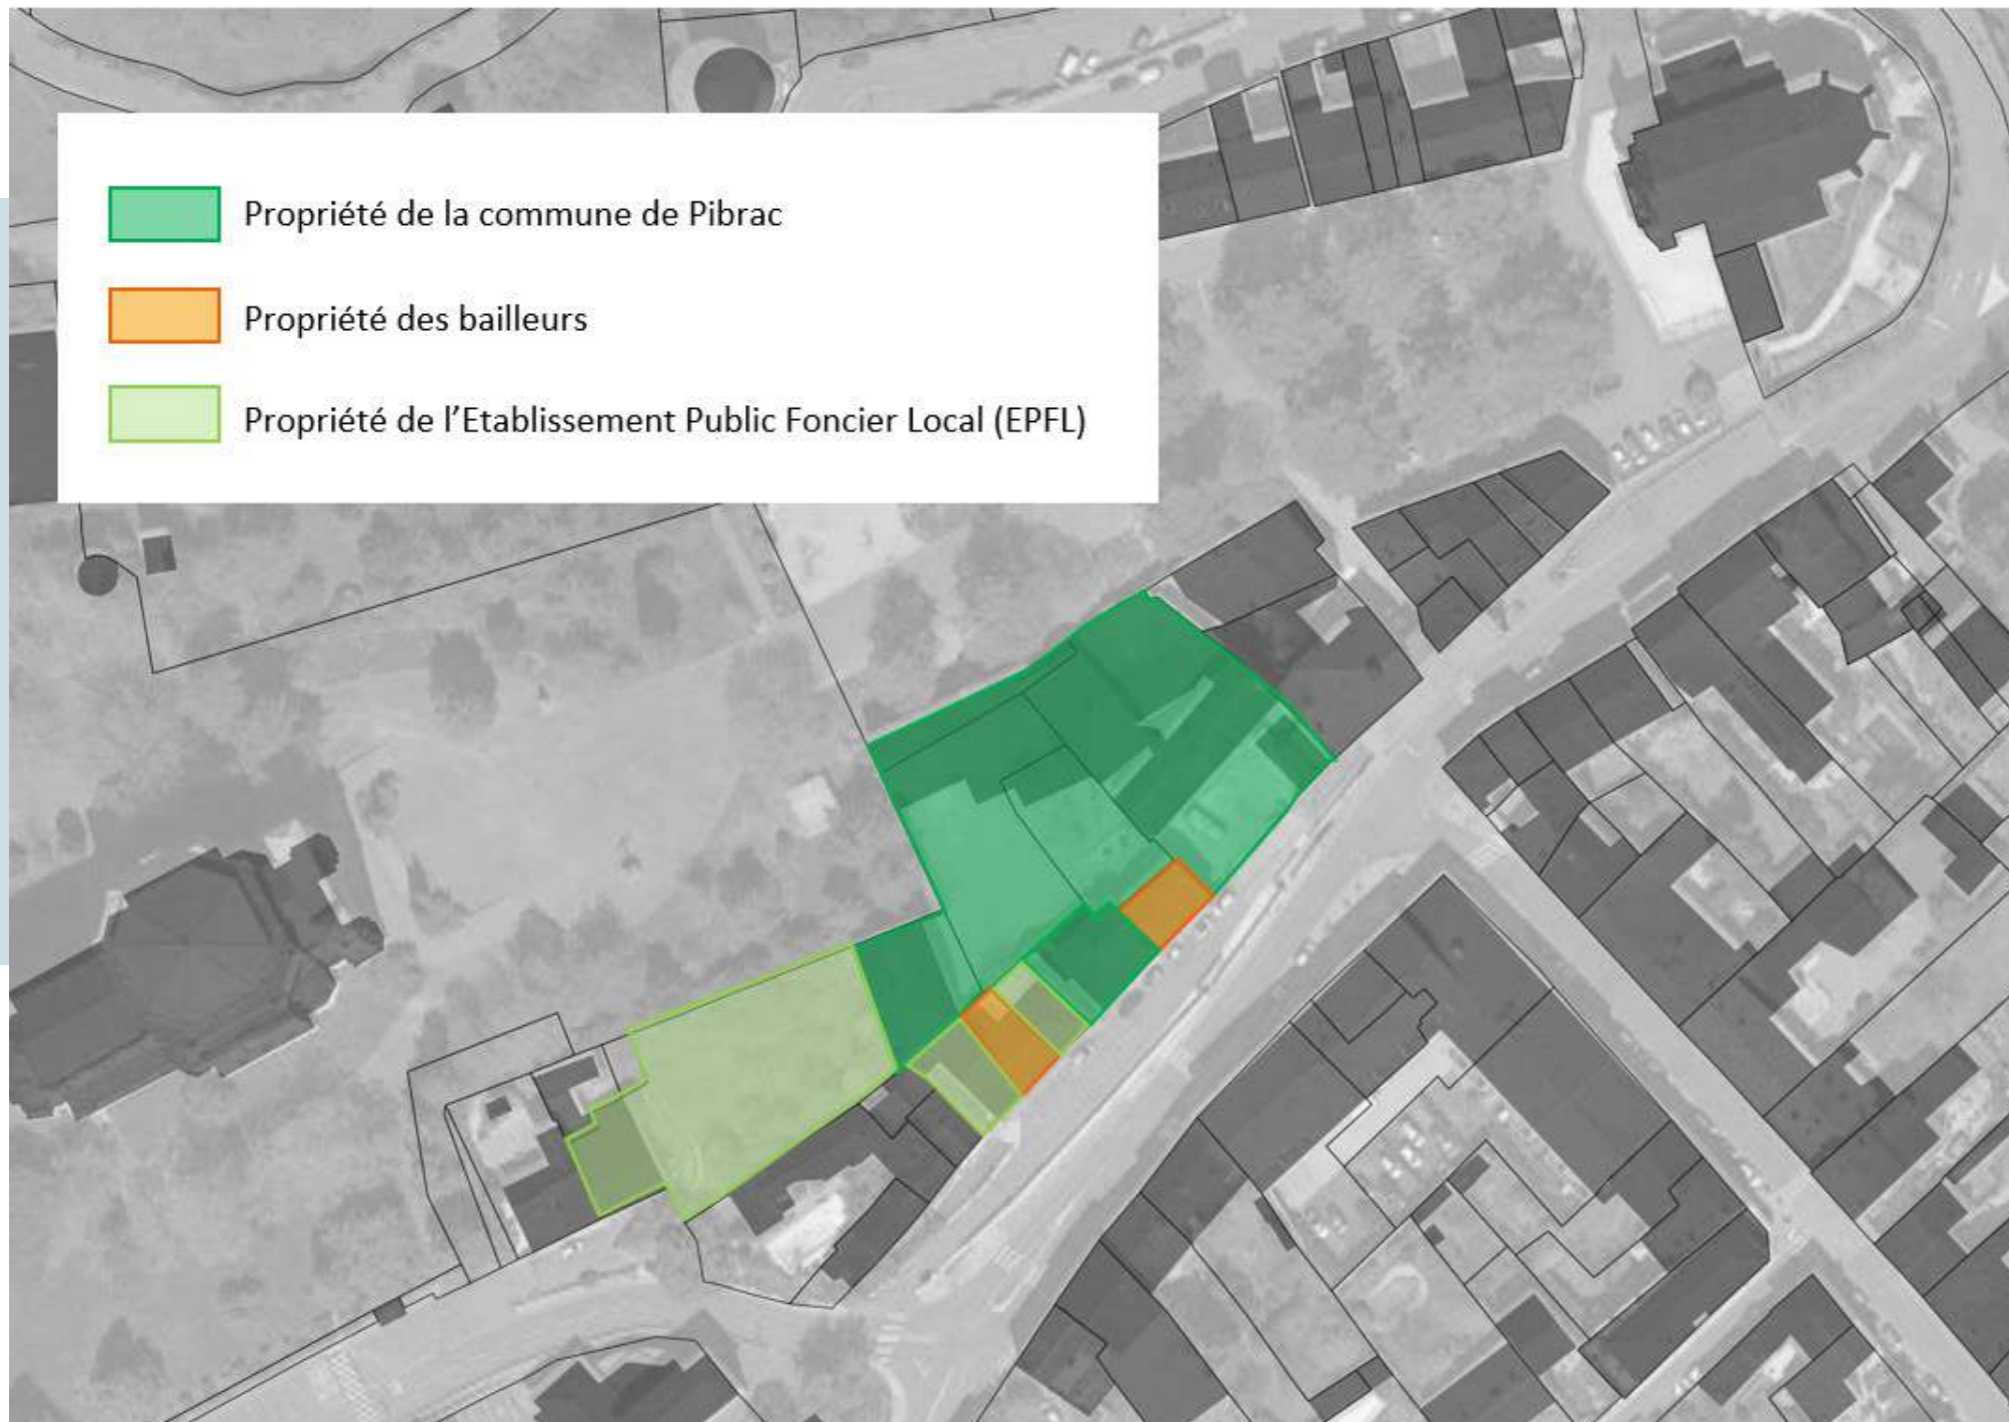 Propriété de la commune de Pibrac
Propriété des bailleurs
Propriété de l’Etablissement Public Foncier Local (EPFL)